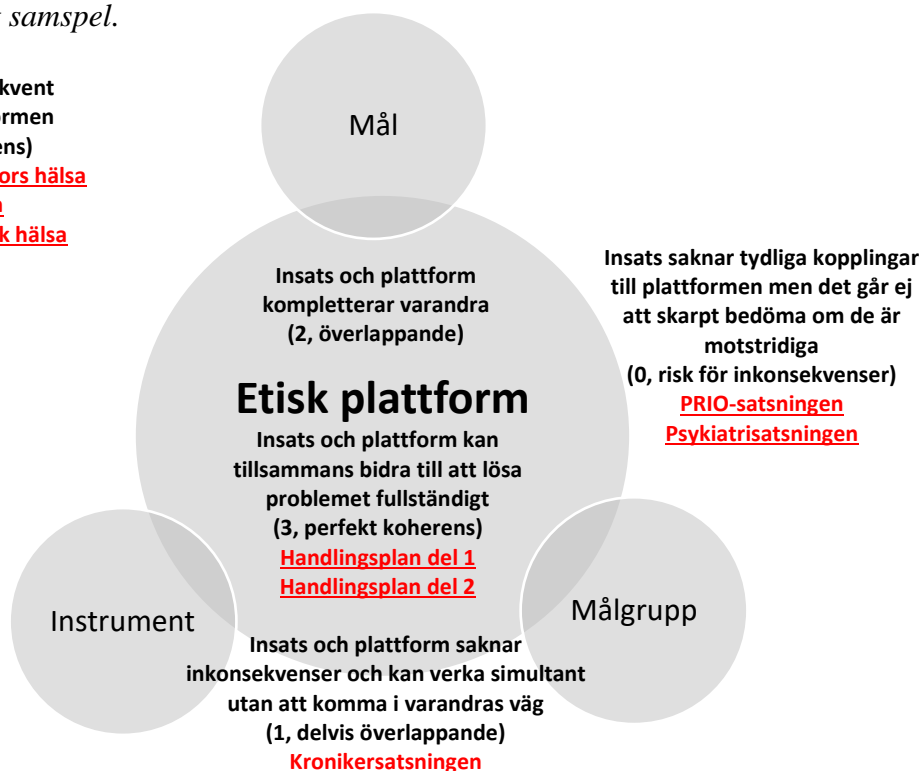 samspel.
kvent
ormen
ens)
ors hälsa
k hälsa
Mål
Insats och plattform
kompletterar varandra
(2, överlappande)
Etisk plattform
Insats och plattform kan
tillsammans bidra till att lösa
problemet fullständigt
(3, perfekt koherens)
Handlingsplan del 1
Handlingsplan del 2
Insats saknar tydliga kopplingar
till plattformen men det går ej
att skarpt bedöma om de är
motstridiga
(0, risk för inkonsekvenser)
PRIO-satsningen
Psykiatrisatsningen
Instrument
Målgrupp
Insats och plattform saknar
inkonsekvenser och kan verka simultant
utan att komma i varandras väg
(1, delvis överlappande)
Kronikersatsningen